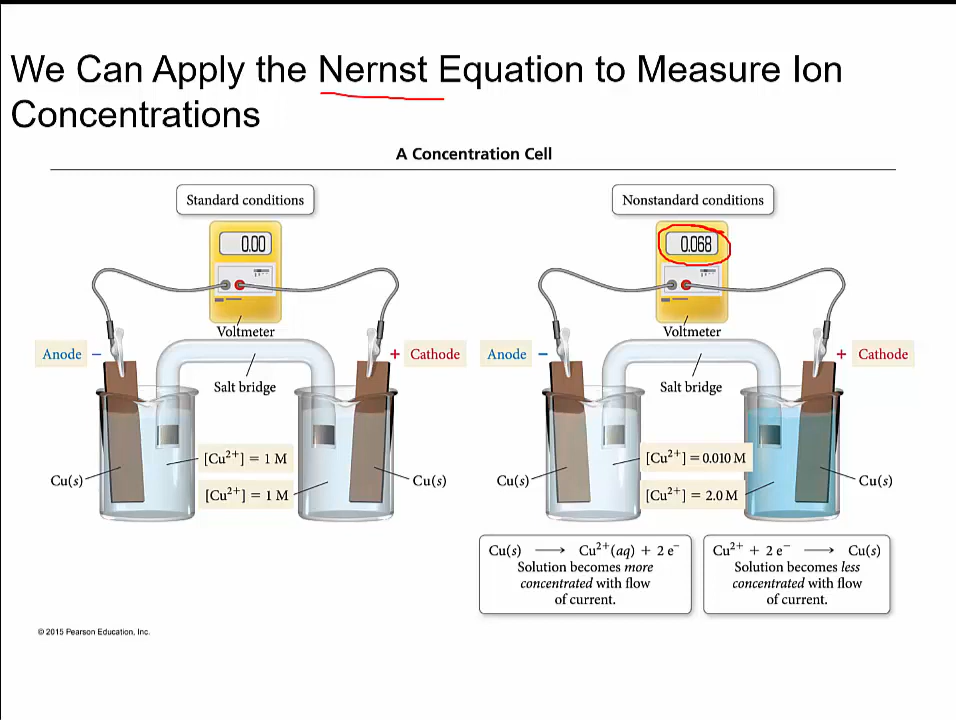 We Can Apply the Nernst Equation to Measure Ion
Concentrations
A Concentration Cell
Standard conditions
0.00
Voltmeter
Anode −
+ Cathode
Salt bridge
[Cu²⁺] = 1 M
[Cu²⁺] = 1 M
Cu(s)
Cu(s)
Nonstandard conditions
0.068
Voltmeter
Anode −
+ Cathode
Salt bridge
[Cu²⁺] = 0.010 M
[Cu²⁺] = 2.0 M
Cu(s)
Cu(s)
Cu(s) ⟶ Cu²⁺(aq) + 2 e⁻
Solution becomes more
concentrated with flow
of current.
Cu²⁺ + 2 e⁻ ⟶ Cu(s)
Solution becomes less
concentrated with flow
of current.
© 2015 Pearson Education, Inc.